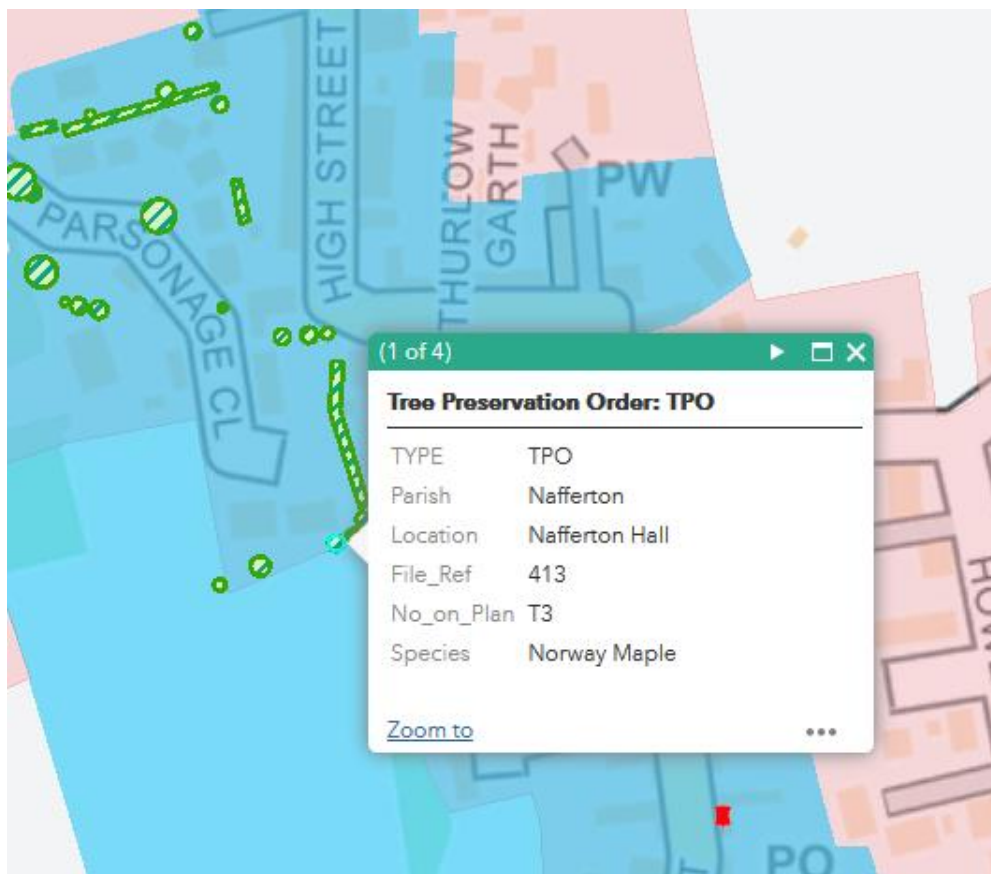 HIGH STREET
THURLOW
GARTH
PW
PARSONAGE CL
(1 of 4)
Tree Preservation Order: TPO
TYPE TPO
Parish Nafferton
Location Nafferton Hall
File_Ref 413
No_on_Plan T3
Species Norway Maple
Zoom to
PO